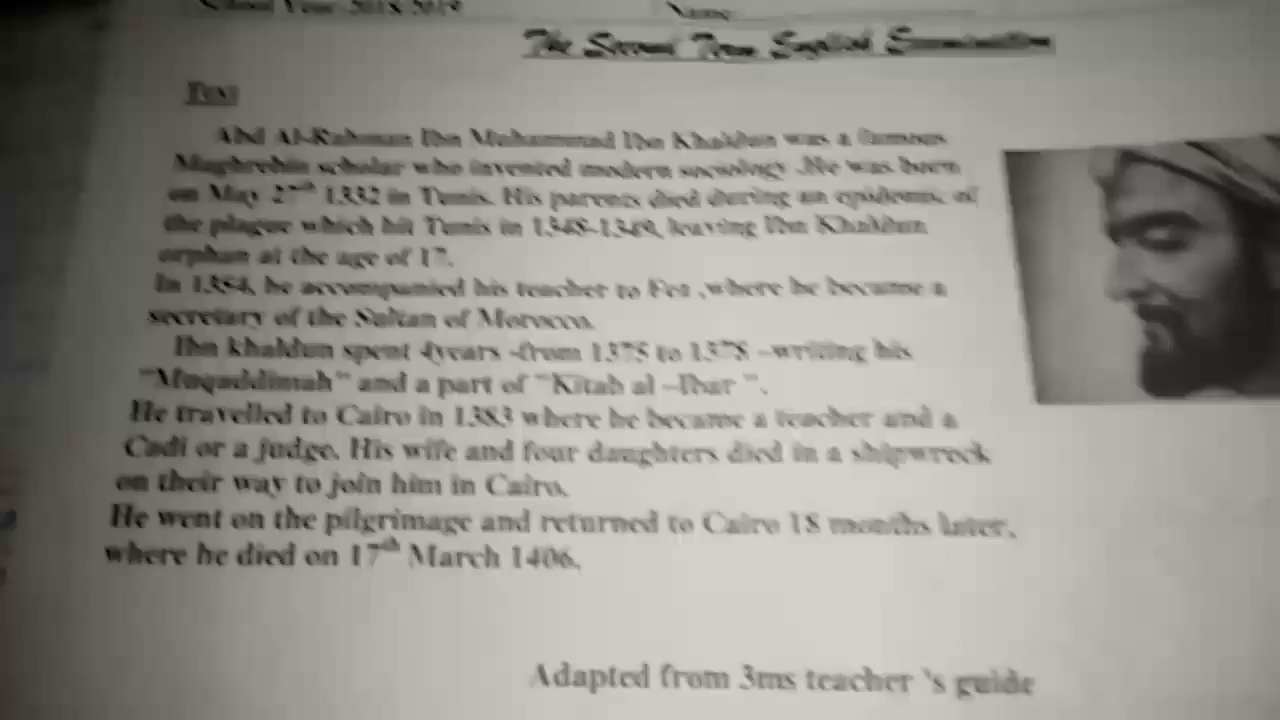 School Year 2018/2019
Name
The Second Term English Examination
Text
Abd Al-Rahman Ibn Muhammad Ibn Khaldun was a famous
Maghrebin scholar who invented modern sociology .He was born
on May 27th 1332 in Tunis. His parents died during an epidemic of
the plague which hit Tunis in 1348-1349, leaving Ibn Khaldun
orphan at the age of 17.
In 1354, he accompanied his teacher to Fez ,where he became a
secretary of the Sultan of Morocco.
Ibn khaldun spent 4years -from 1375 to 1378 -writing his
"Muqaddimah" and a part of "Kitab al -Ibar ".
He travelled to Cairo in 1383 where he became a teacher and a
Cadi or a judge. His wife and four daughters died in a shipwreck
on their way to join him in Cairo.
He went on the pilgrimage and returned to Cairo 18 months later,
where he died on 17th March 1406.
Adapted from 3ms teacher 's guide